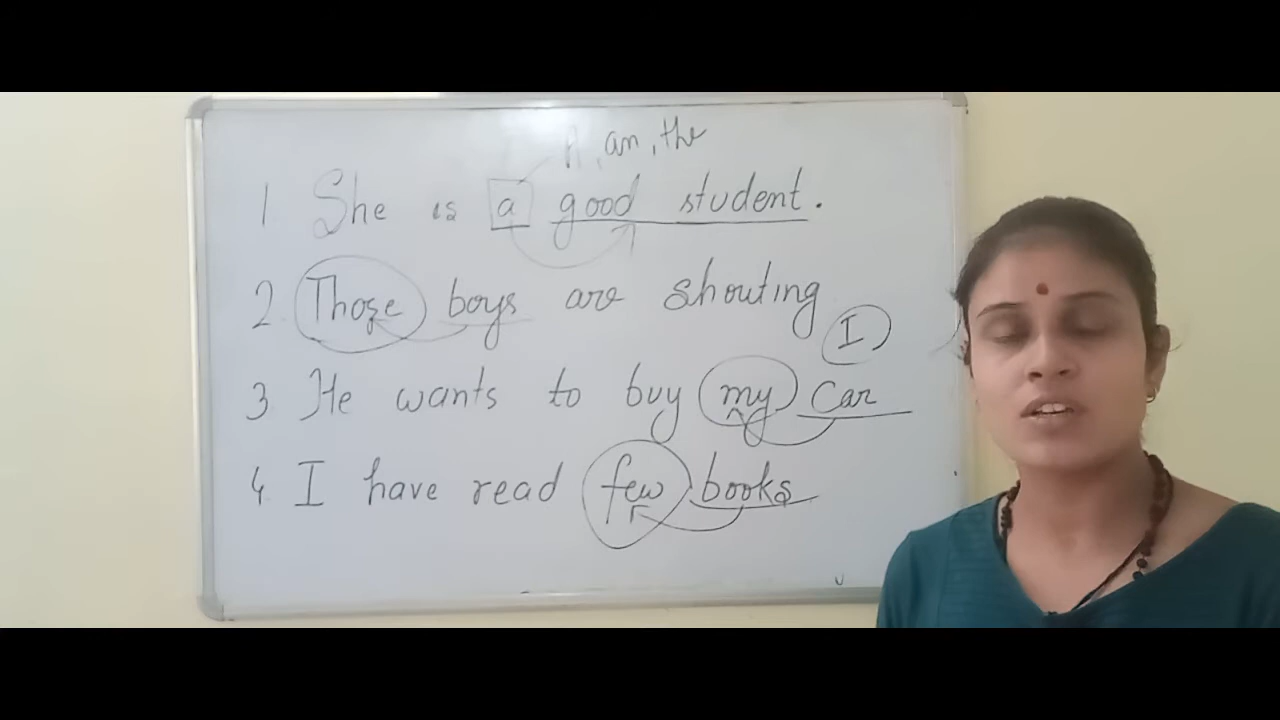 A, an, the
1 She is a good student.
2. Those boys are shouting
I
3 He wants to buy my car
4. I have read few books